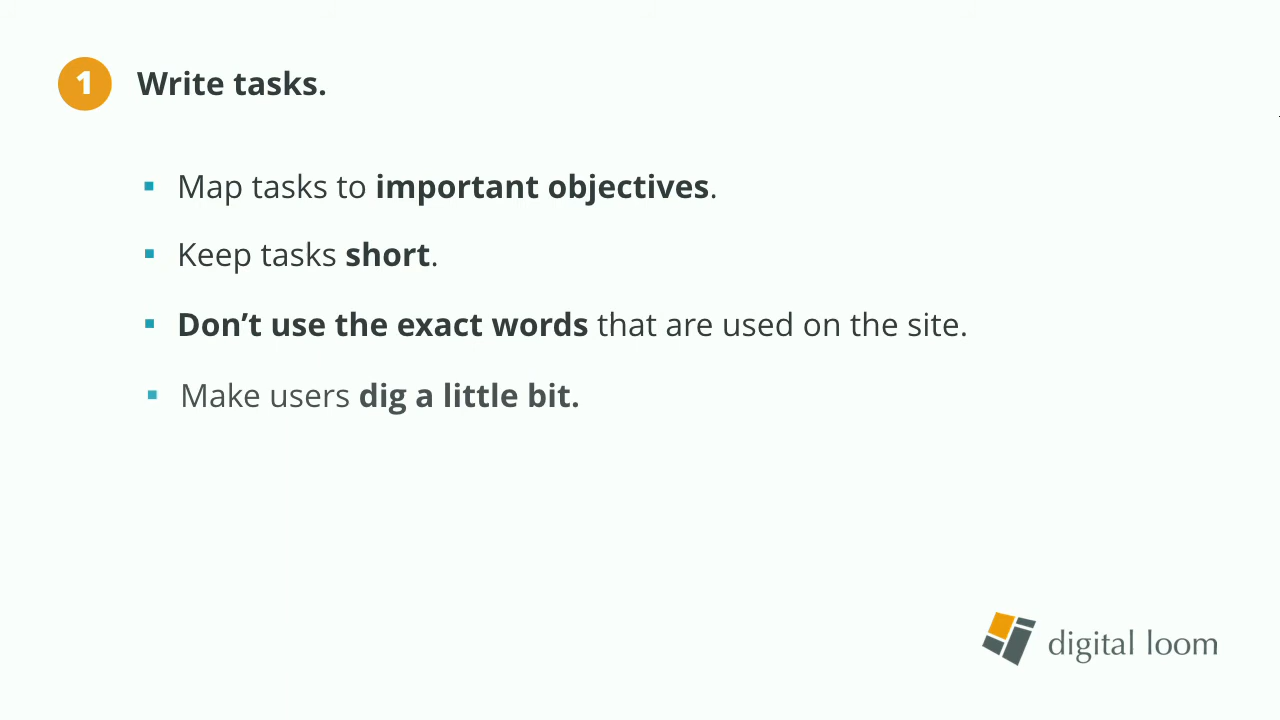 1 Write tasks.
Map tasks to important objectives.
Keep tasks short.
Don’t use the exact words that are used on the site.
Make users dig a little bit.
digital loom